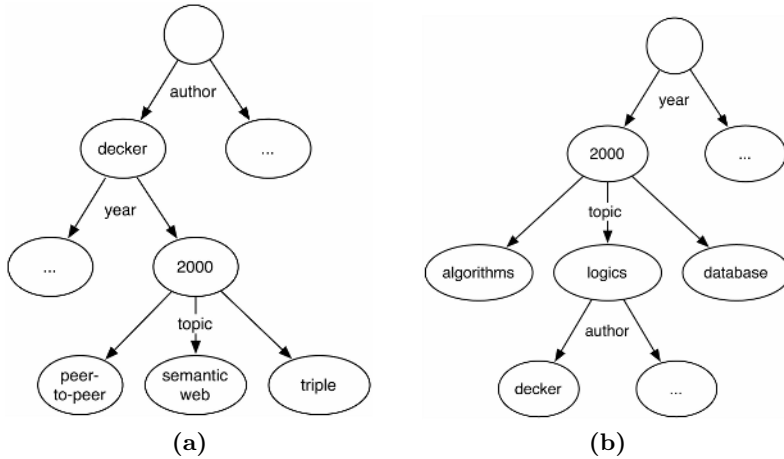 author
decker
...
year
...
2000
topic
peer-
to-peer
semantic
web
triple
(a)
year
2000
...
topic
algorithms
logics
database
author
decker
...
(b)